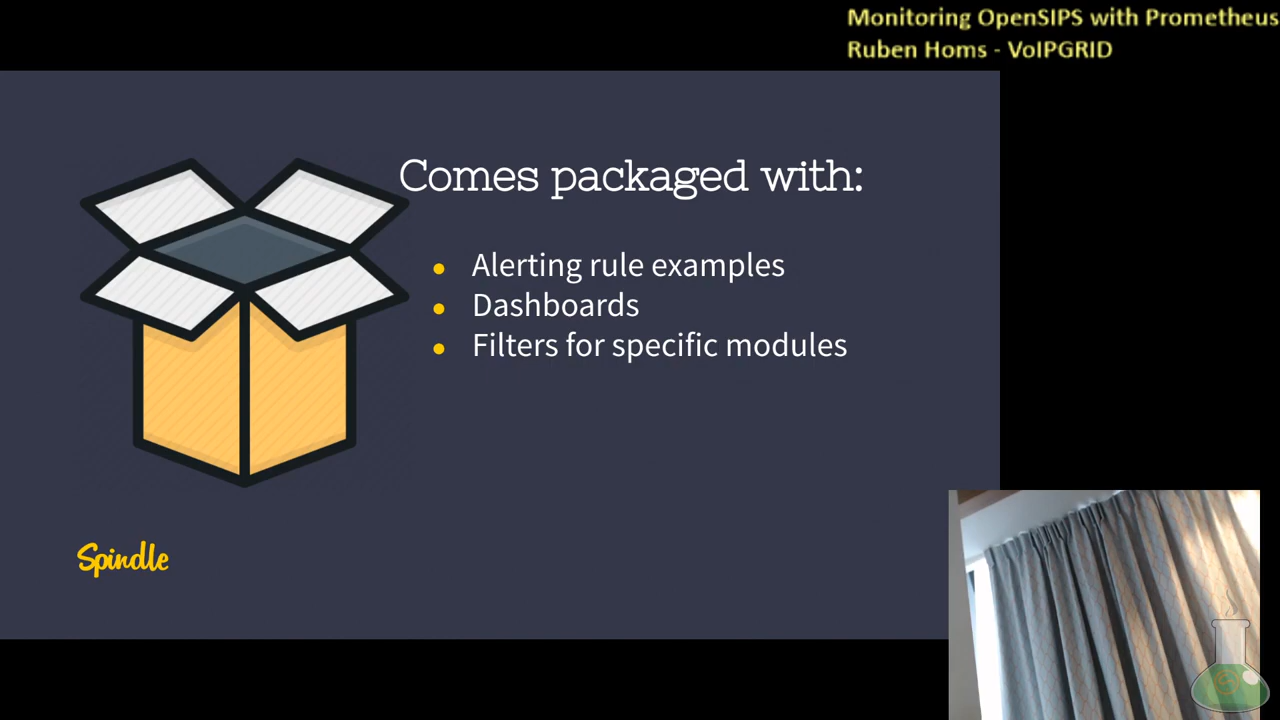 Monitoring OpenSIPS with Prometheus
Ruben Homs - VoIPGRID
Comes packaged with:
Alerting rule examples
Dashboards
Filters for specific modules
Spindle